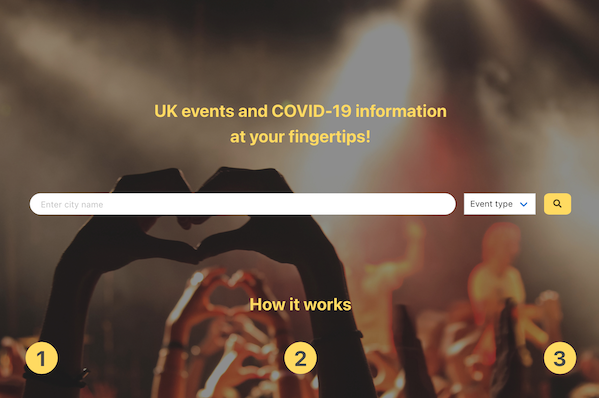 UK events and COVID-19 information
at your fingertips!
Enter city name
Event type
How it works
1
2
3